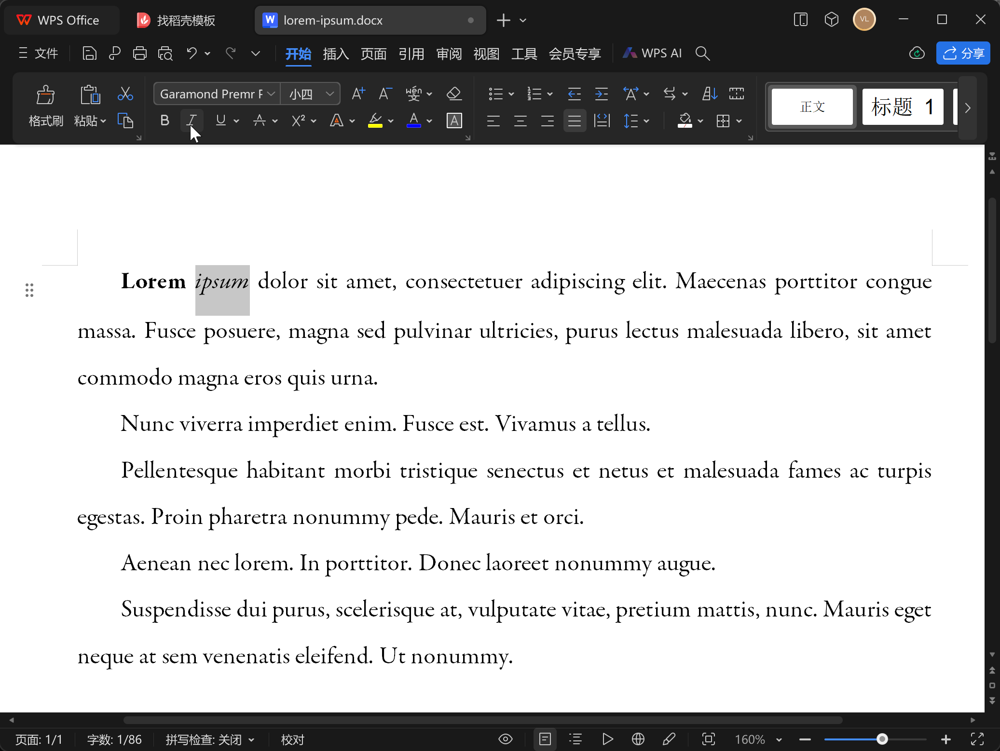 WPS Office
找稻壳模板
lorem-ipsum.docx
VL
文件
开始
插入
页面
引用
审阅
视图
工具
会员专享
WPS AI
分享
格式刷
粘贴
Garamond Premr
小四
正文
标题 1
Lorem ipsum dolor sit amet, consectetuer adipiscing elit. Maecenas porttitor congue
massa. Fusce posuere, magna sed pulvinar ultricies, purus lectus malesuada libero, sit amet
commodo magna eros quis urna.
Nunc viverra imperdiet enim. Fusce est. Vivamus a tellus.
Pellentesque habitant morbi tristique senectus et netus et malesuada fames ac turpis
egestas. Proin pharetra nonummy pede. Mauris et orci.
Aenean nec lorem. In porttitor. Donec laoreet nonummy augue.
Suspendisse dui purus, scelerisque at, vulputate vitae, pretium mattis, nunc. Mauris eget
neque at sem venenatis eleifend. Ut nonummy.
页面: 1/1
字数: 1/86
拼写检查: 关闭
校对
160%